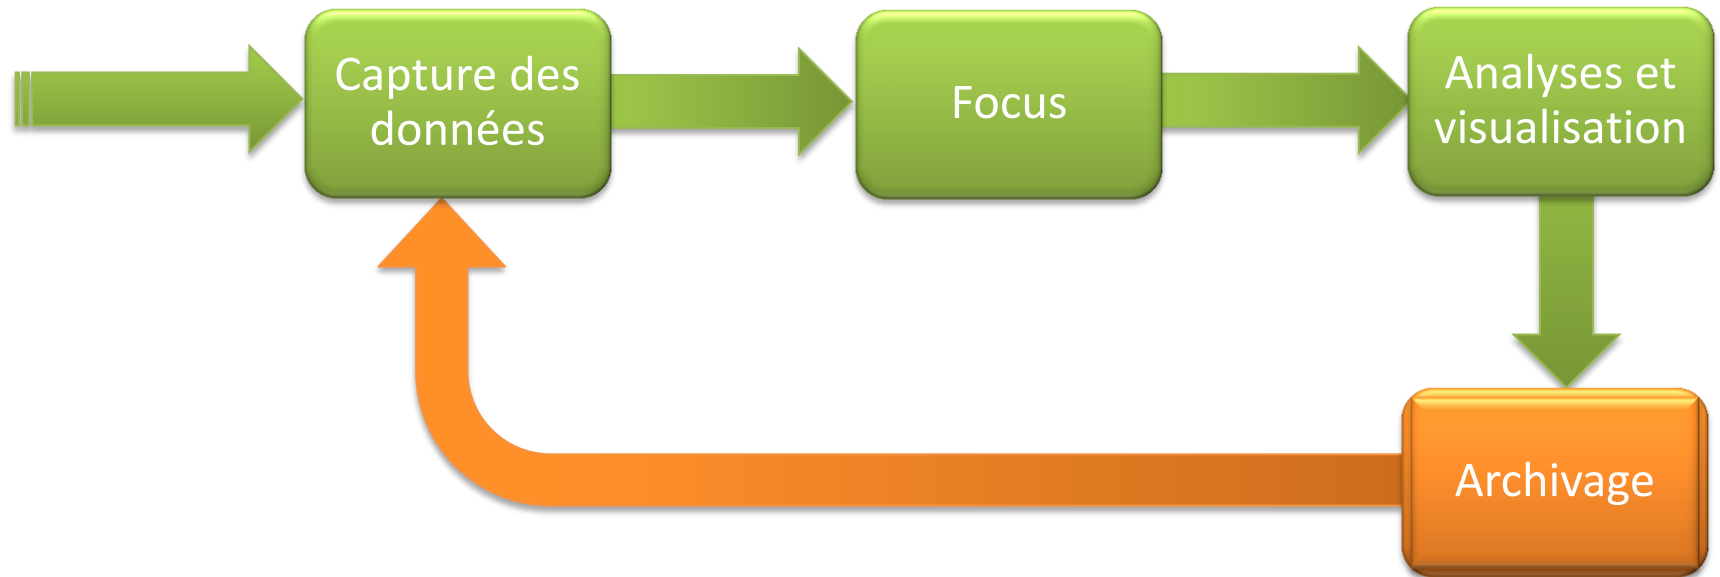 Capture des
données
Focus
Analyses et
visualisation
Archivage